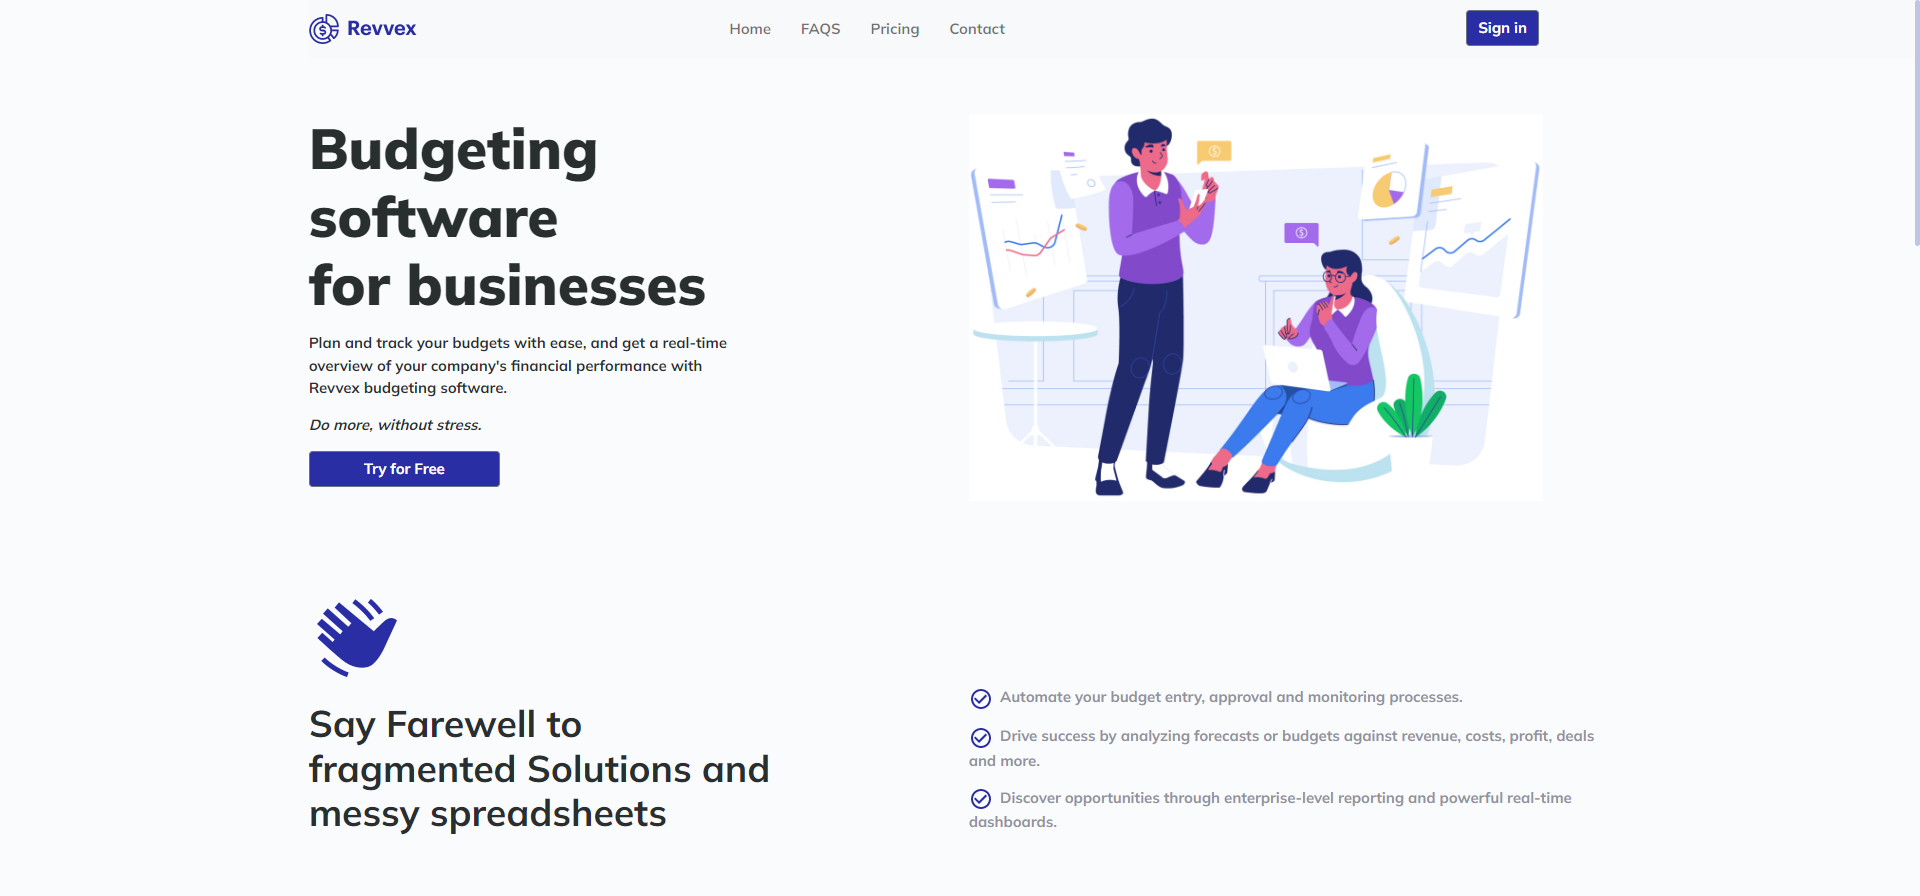 Revvex
Home
FAQS
Pricing
Contact
Sign in
Budgeting
software
for businesses
Plan and track your budgets with ease, and get a real-time
overview of your company's financial performance with
Revvex budgeting software.
Do more, without stress.
Try for Free
Say Farewell to
fragmented Solutions and
messy spreadsheets
Automate your budget entry, approval and monitoring processes.
Drive success by analyzing forecasts or budgets against revenue, costs, profit, deals
and more.
Discover opportunities through enterprise-level reporting and powerful real-time
dashboards.